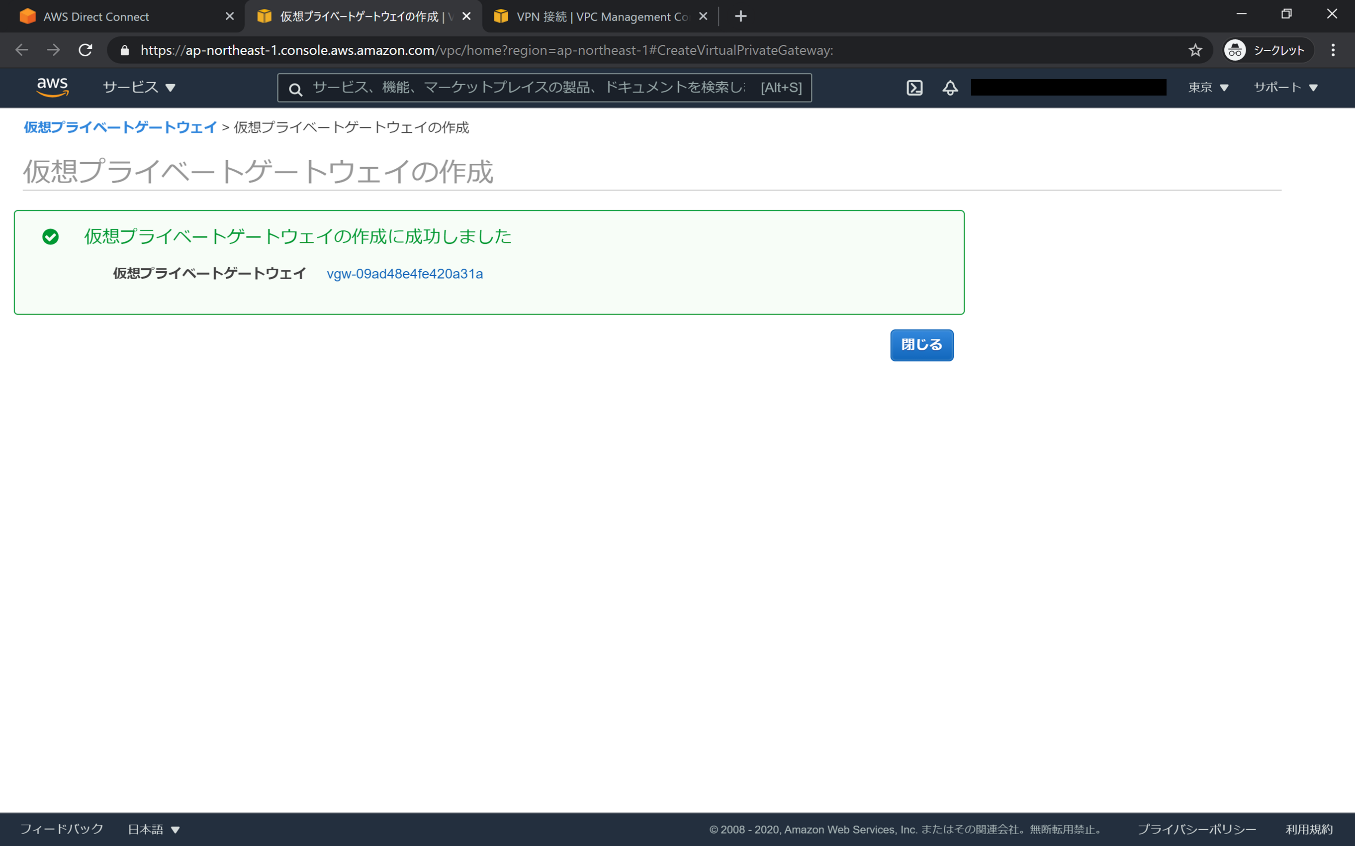 AWS Direct Connect
仮想プライベートゲートウェイの作成 | V
VPN 接続 | VPC Management Co
https://ap-northeast-1.console.aws.amazon.com/vpc/home?region=ap-northeast-1#CreateVirtualPrivateGateway:
シークレット
aws
サービス
サービス、機能、マーケットプレイスの製品、ドキュメントを検索し
[Alt+S]
東京
サポート
仮想プライベートゲートウェイ > 仮想プライベートゲートウェイの作成
仮想プライベートゲートウェイの作成
仮想プライベートゲートウェイの作成に成功しました
仮想プライベートゲートウェイ vgw-09ad48e4fe420a31a
閉じる
フィードバック
日本語
© 2008 - 2020, Amazon Web Services, Inc. またはその関連会社。無断転用禁止。
プライバシーポリシー
利用規約